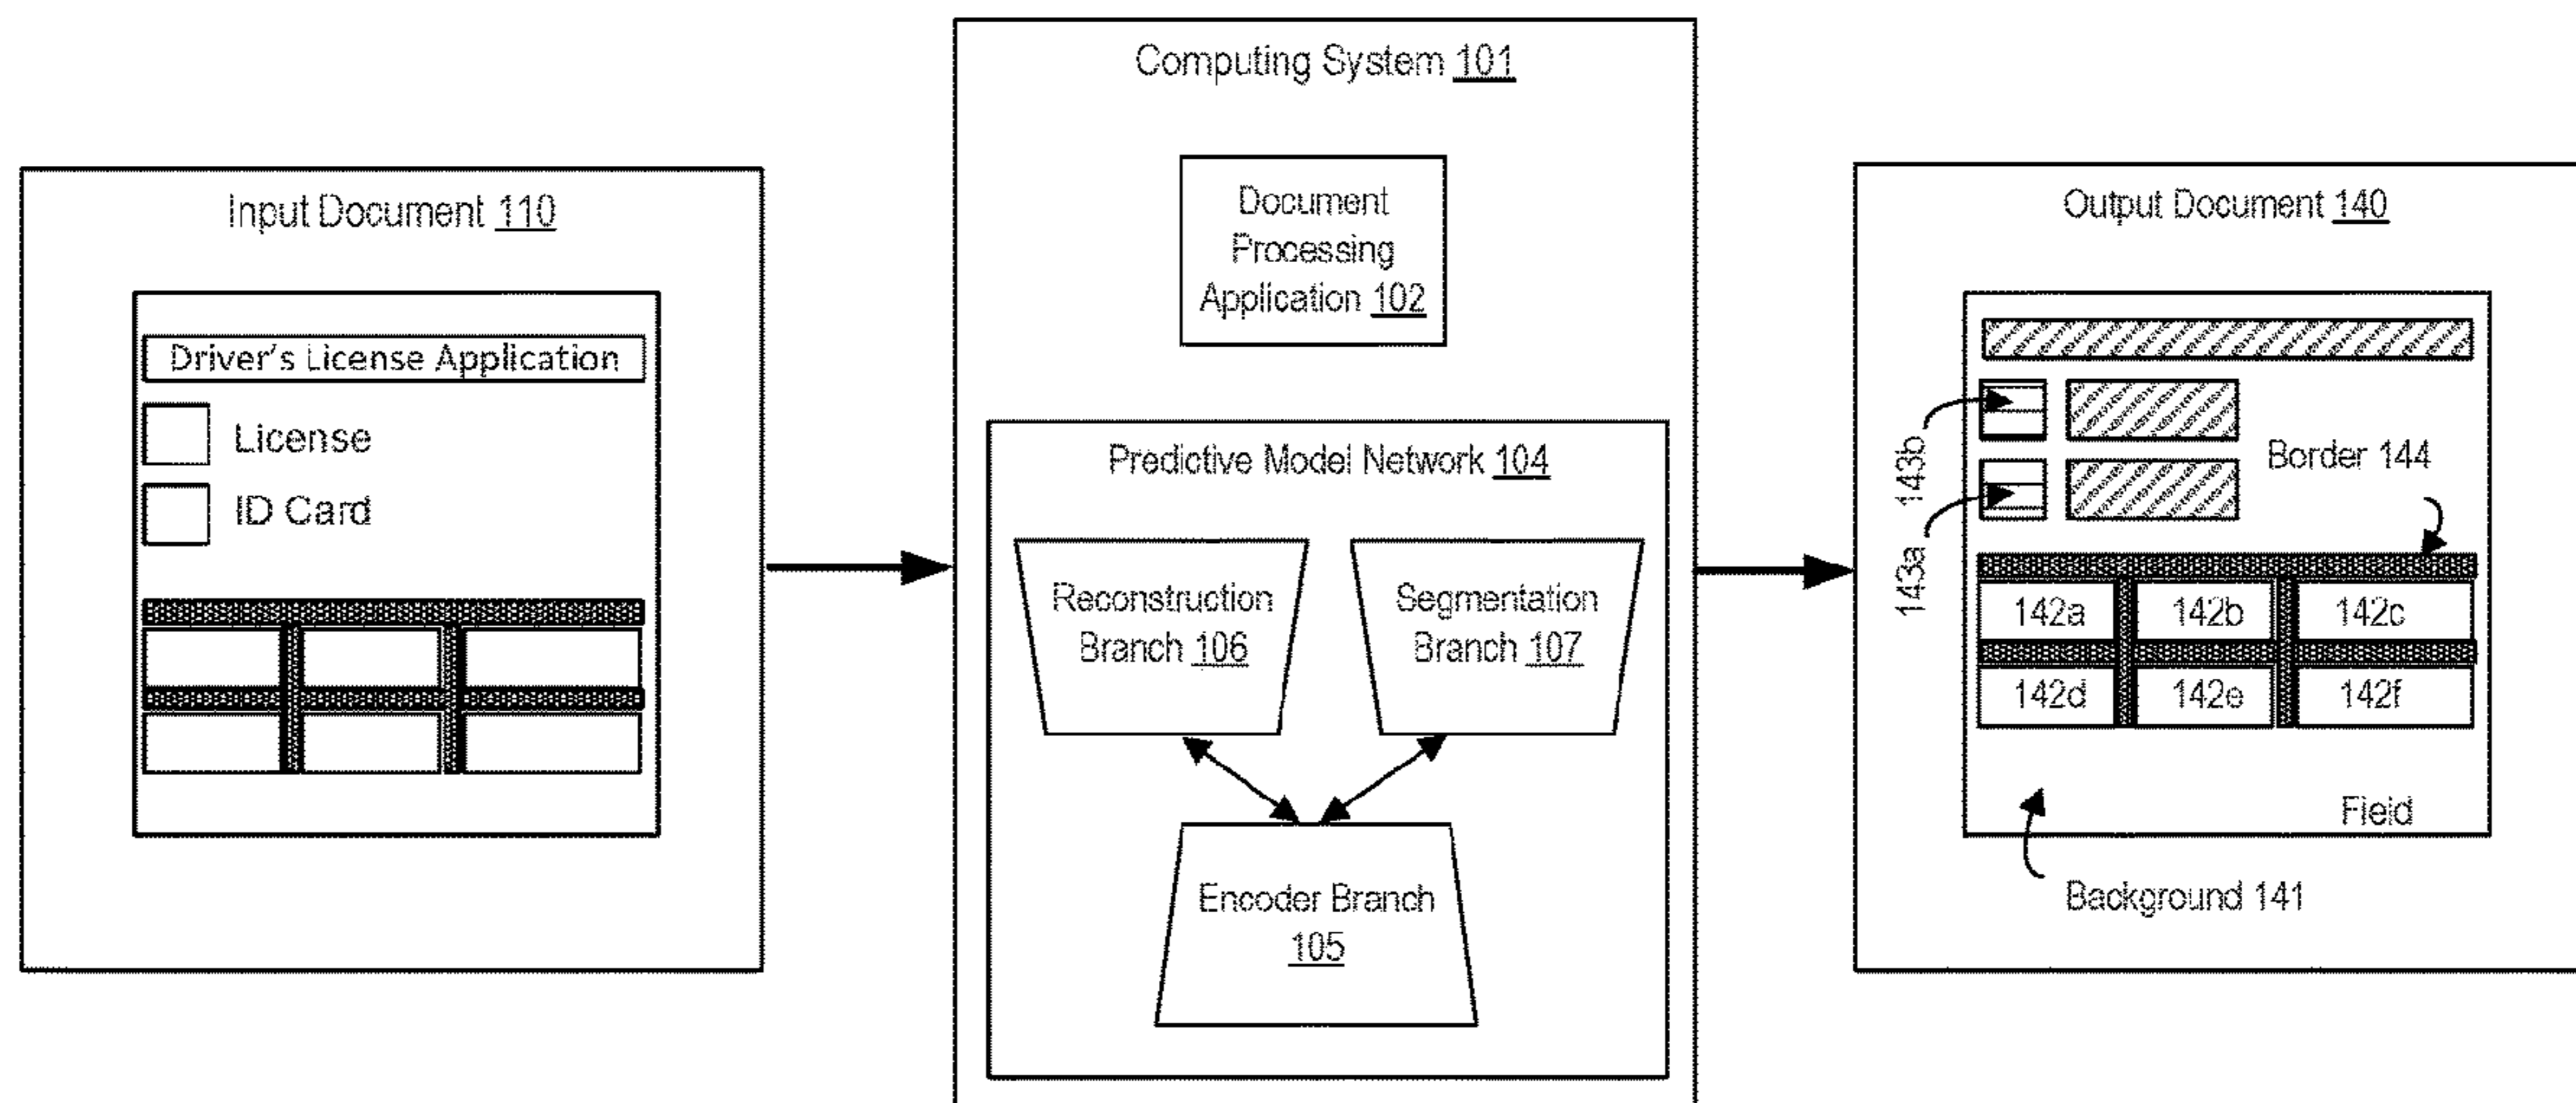 Input Document 110
Driver's License Application
License
ID Card
Computing System 101
Document
Processing
Application 102
Predictive Model Network 104
Reconstruction
Branch 106
Segmentation
Branch 107
Encoder Branch
105
Output Document 140
143b
143a
Border 144
142a 142b 142c
142d 142e 142f
Field
Background 141